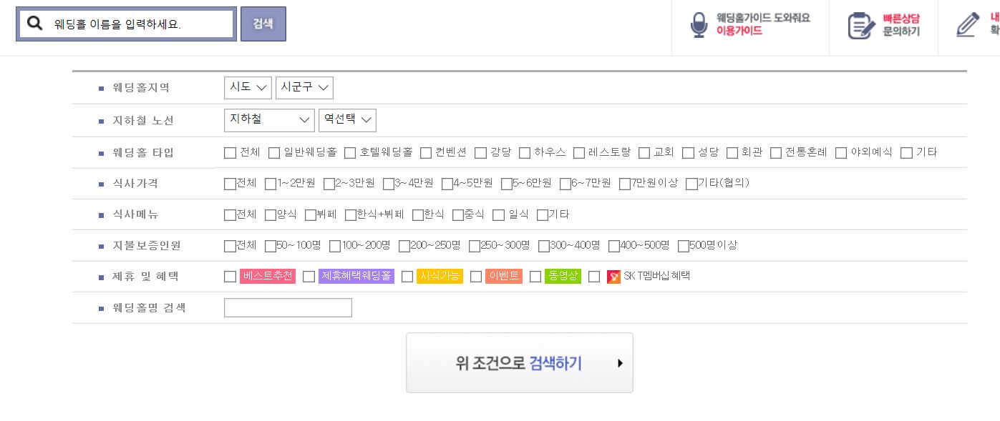 웨딩홀 이름을 입력하세요. 검색
웨딩홀가이드 도와줘요
이용가이드
빠른상담
문의하기
내
확
웨딩홀지역 시도 시군구
지하철 노선 지하철 역선택
웨딩홀 타입 전체 일반웨딩홀 호텔웨딩홀 컨벤션 강당 하우스 레스토랑 교회 성당 회관 전통혼례 야외예식 기타
식사가격 전체 1~2만원 2~3만원 3~4만원 4~5만원 5~6만원 6~7만원 7만원이상 기타(협의)
식사메뉴 전체 양식 뷔페 한식+뷔페 한식 중식 일식 기타
지불보증인원 전체 50~100명 100~200명 200~250명 250~300명 300~400명 400~500명 500명이상
제휴 및 혜택 베스트추천 제휴혜택웨딩홀 시식가능 이벤트 동영상 SK T멤버십혜택
웨딩홀명 검색
위 조건으로 검색하기